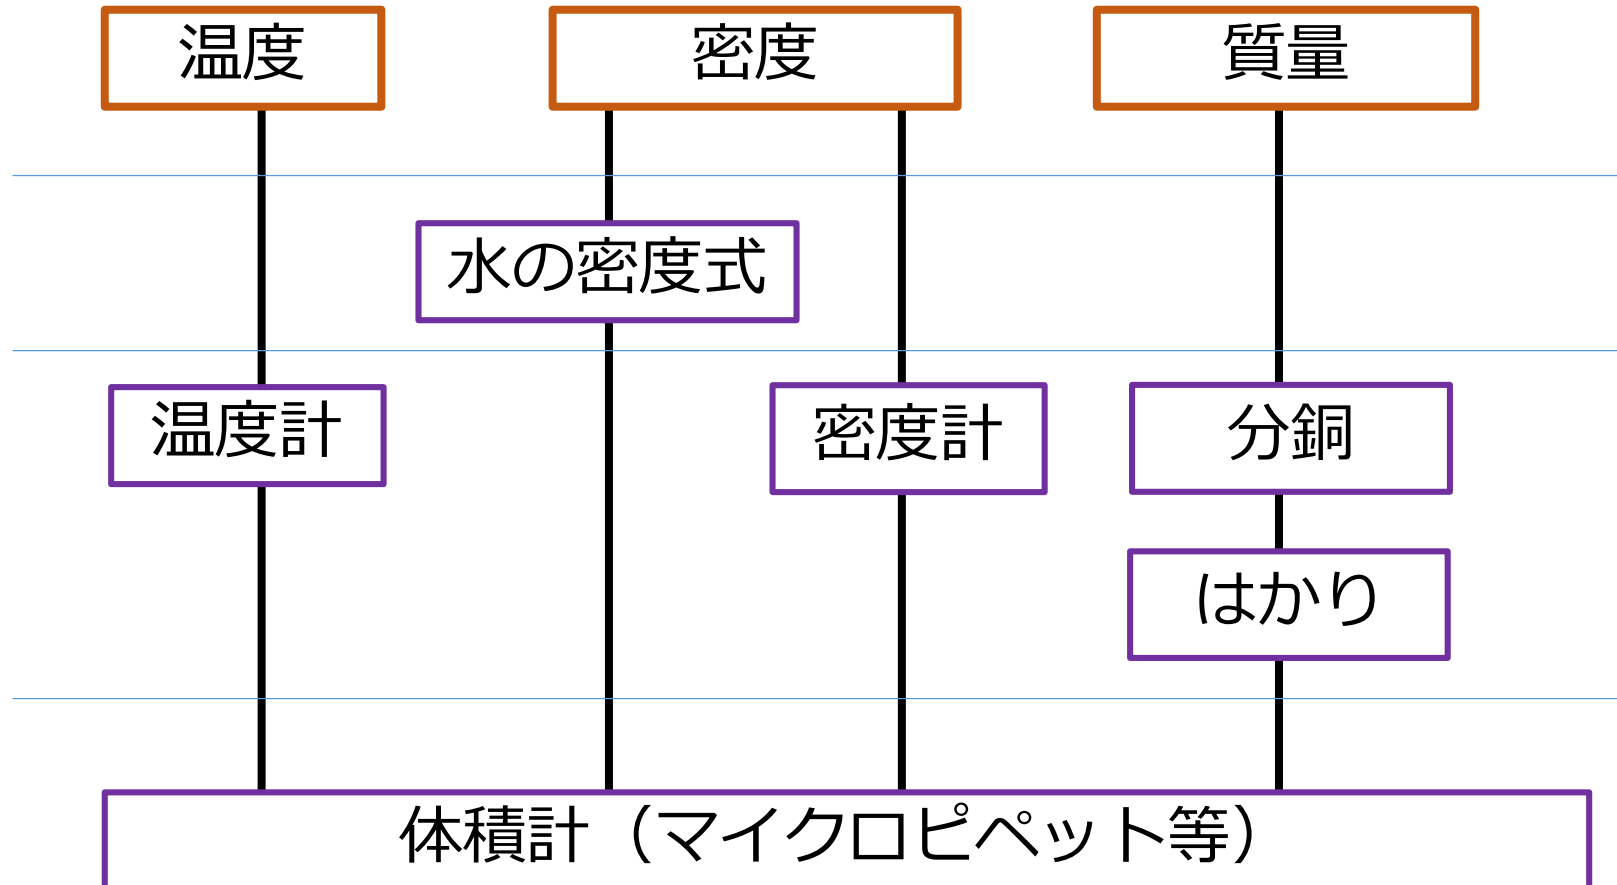 温度
密度
質量
水の密度式
温度計
密度計
分銅
はかり
体積計（マイクロピペット等）